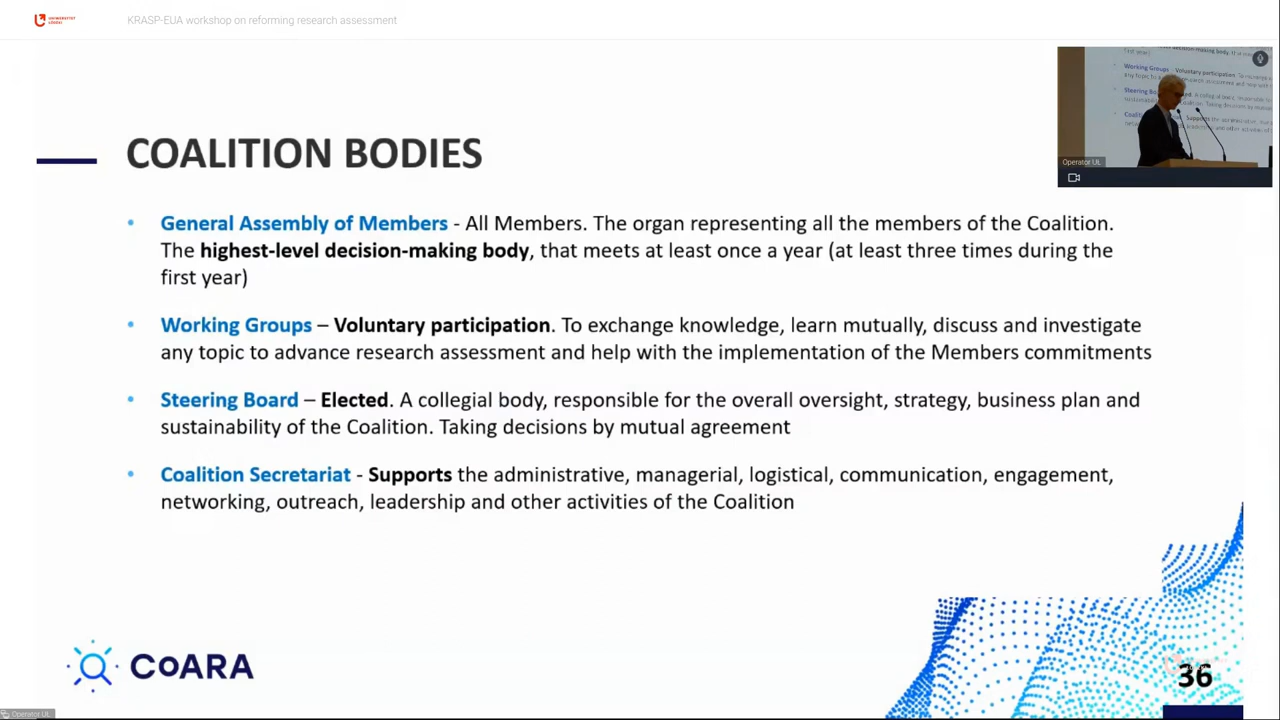 UNIWERSYTET
ŁÓDZKI
KRASP-EUA workshop on reforming research assessment
COALITION BODIES
• General Assembly of Members - All Members. The organ representing all the members of the Coalition.
The highest-level decision-making body, that meets at least once a year (at least three times during the
first year)
• Working Groups – Voluntary participation. To exchange knowledge, learn mutually, discuss and investigate
any topic to advance research assessment and help with the implementation of the Members commitments
• Steering Board – Elected. A collegial body, responsible for the overall oversight, strategy, business plan and
sustainability of the Coalition. Taking decisions by mutual agreement
• Coalition Secretariat - Supports the administrative, managerial, logistical, communication, engagement,
networking, outreach, leadership and other activities of the Coalition
Operator UL
CoARA
36
Operator UL